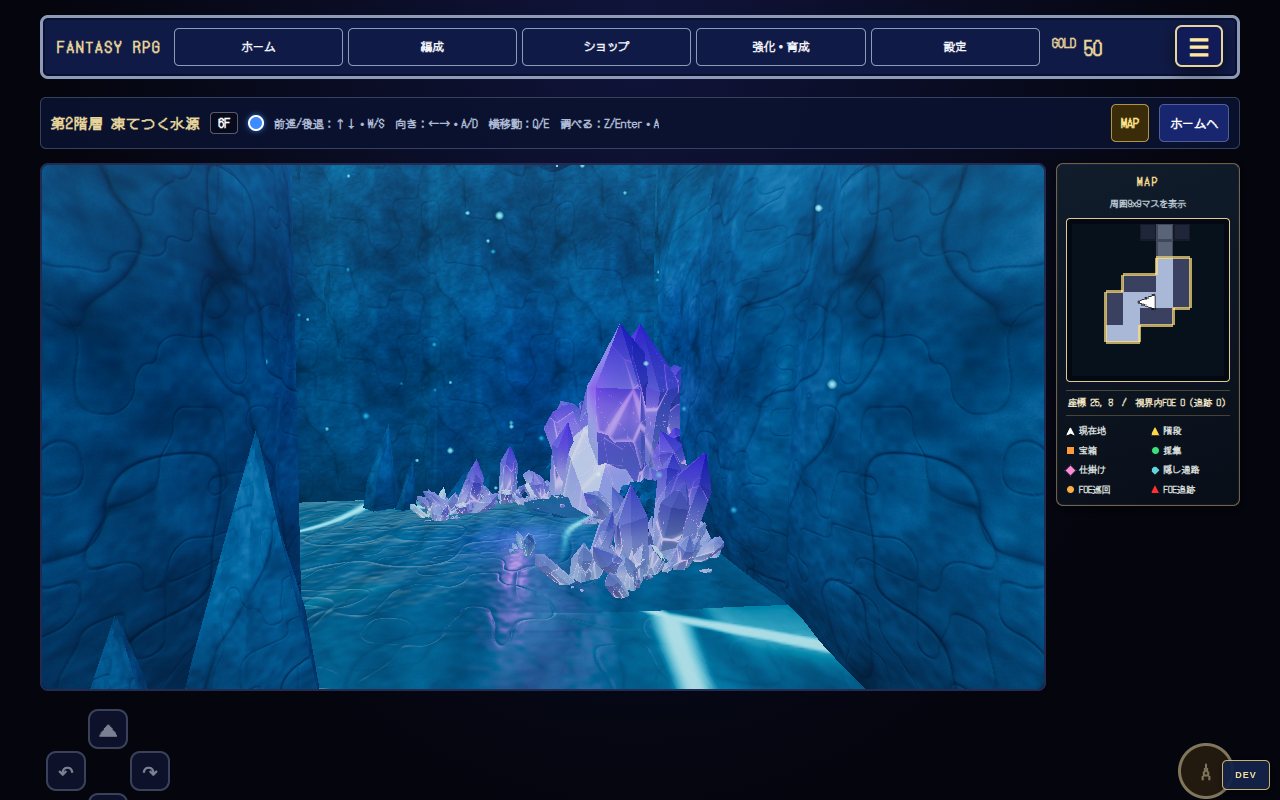 FANTASY RPG
ホーム
編成
ショップ
強化・育成
設定
GOLD 50
第2階層 凍てつく水源
6F
前進/後退：↑↓・W/S 向き：←→・A/D 横移動：Q/E 調べる：Z/Enter・A
MAP
ホームへ
MAP
周囲9x9マスを表示
座標 25, 8 / 視界内FOE 0（追跡 0）
現在地
階段
宝箱
採集
仕掛け
隠し通路
FOE巡回
FOE追跡
A
DEV